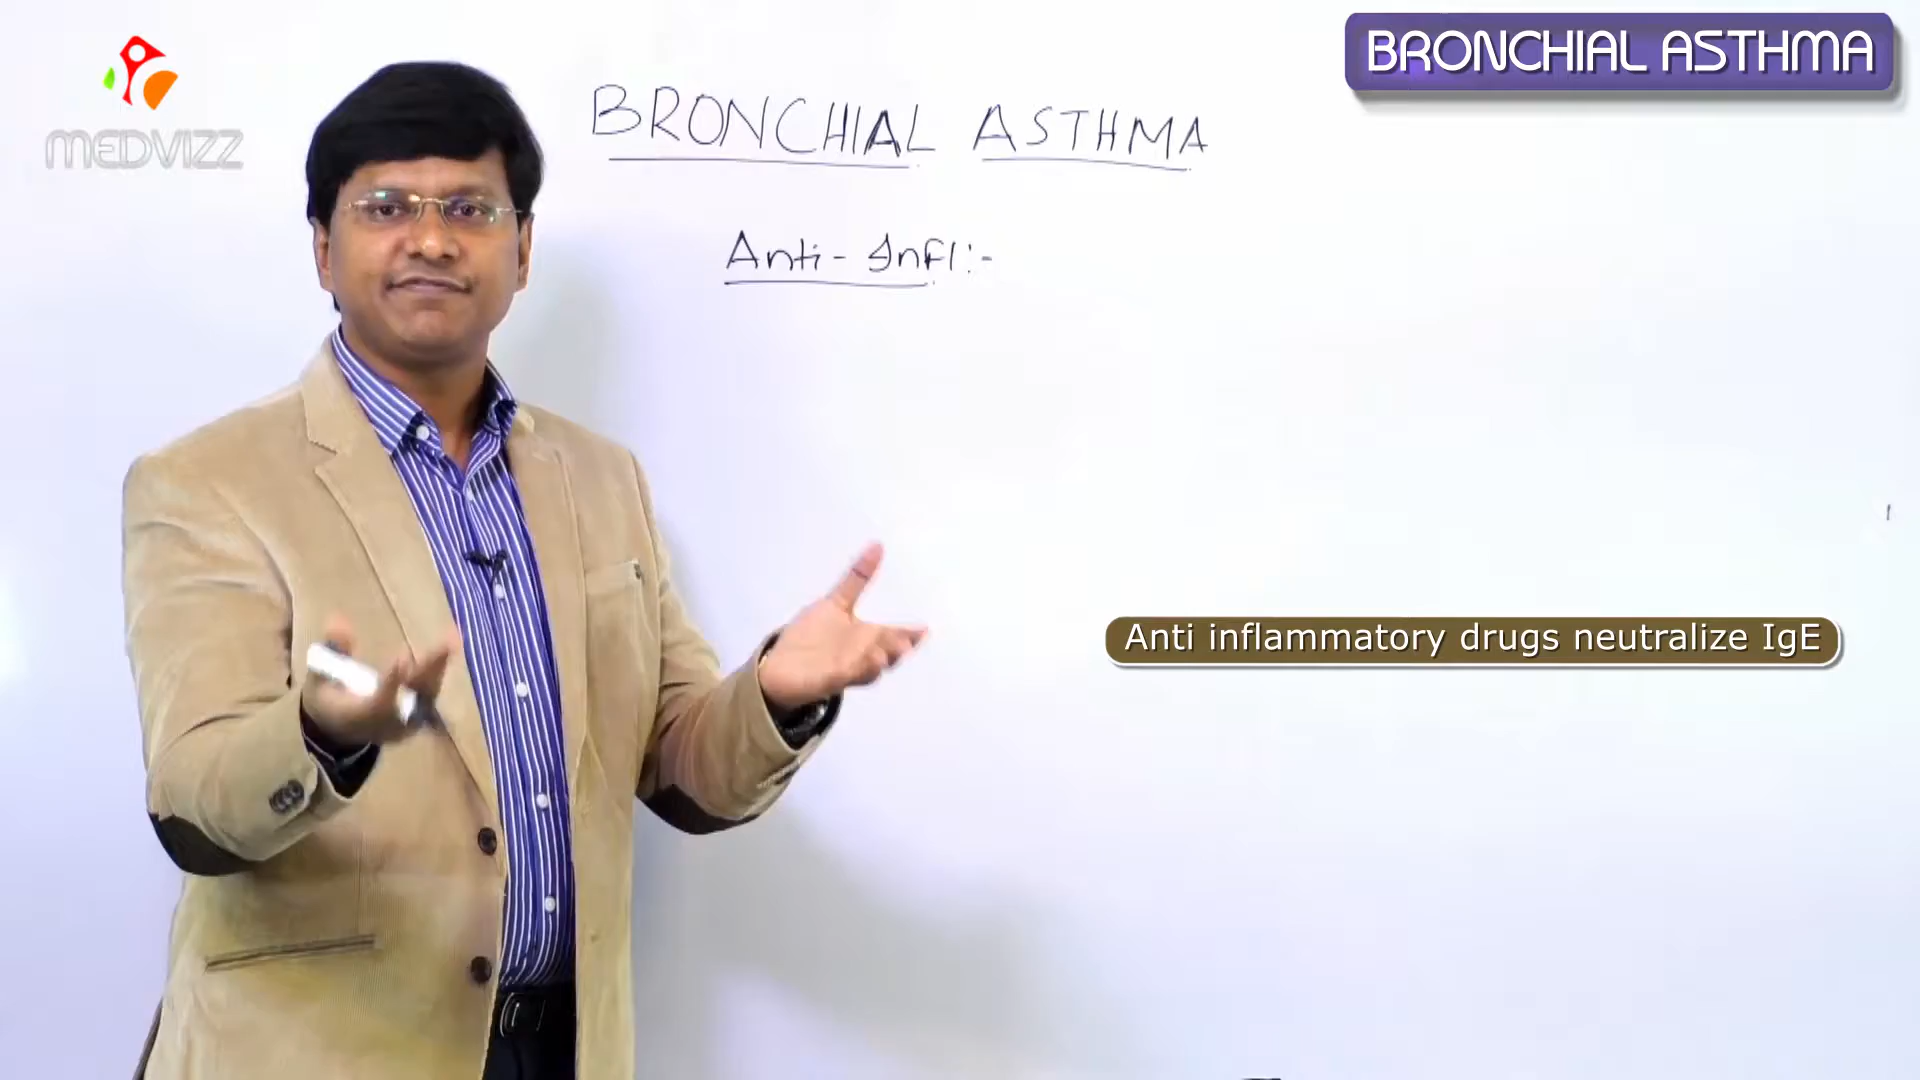 BRONCHIAL ASTHMA
MEDVIZZ
BRONCHIAL ASTHMA
Anti - Infl:-
Anti inflammatory drugs neutralize IgE